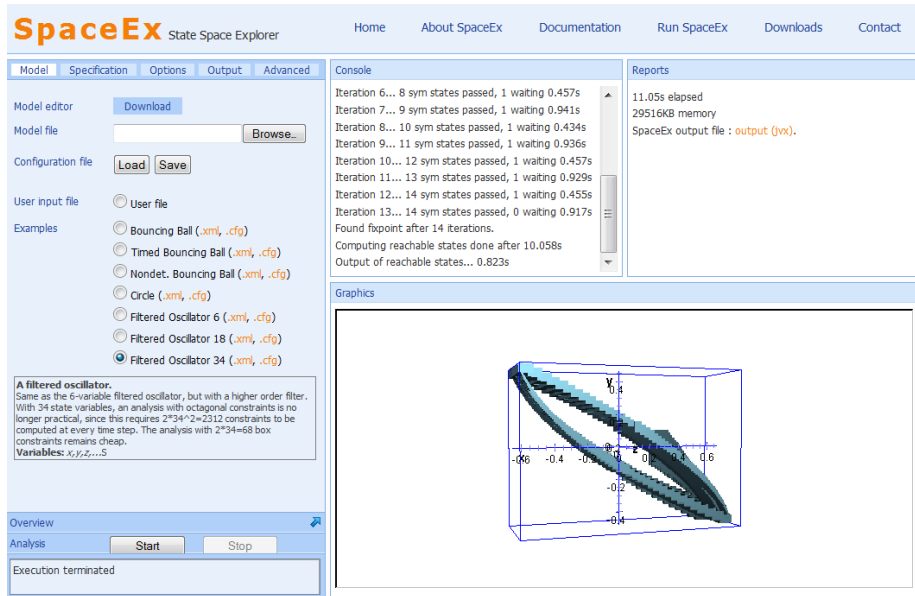 SpaceEx State Space Explorer
Home About SpaceEx Documentation Run SpaceEx Downloads Contact
Model Specification Options Output Advanced
Model editor Download
Model file Browse..
Configuration file Load Save
User input file User file
Examples Bouncing Ball (.xml, .cfg)
Timed Bouncing Ball (.xml, .cfg)
Nondet. Bouncing Ball (.xml, .cfg)
Circle (.xml, .cfg)
Filtered Oscilator 6 (.xml, .cfg)
Filtered Oscilator 18 (.xml, .cfg)
Filtered Oscilator 34 (.xml, .cfg)
A filtered oscillator.
Same as the 6-variable filtered oscillator, but with a higher order filter.
With 34 state variables, an analysis with octagonal constraints is no
longer practical, since this requires 2*34^2=2312 constraints to be
computed at every time step. The analysis with 2*34=68 box
constraints remains cheap.
Variables: x,y,z,...S
Overview
Analysis Start Stop
Execution terminated
Console
Iteration 6... 8 sym states passed, 1 waiting 0.457s
Iteration 7... 9 sym states passed, 1 waiting 0.941s
Iteration 8... 10 sym states passed, 1 waiting 0.434s
Iteration 9... 11 sym states passed, 1 waiting 0.936s
Iteration 10... 12 sym states passed, 1 waiting 0.457s
Iteration 11... 13 sym states passed, 1 waiting 0.929s
Iteration 12... 14 sym states passed, 1 waiting 0.455s
Iteration 13... 14 sym states passed, 0 waiting 0.917s
Found fixpoint after 14 iterations.
Computing reachable states done after 10.058s
Output of reachable states... 0.823s
Reports
11.05s elapsed
29516KB memory
SpaceEx output file : output (jvx).
Graphics
y
0.4
-0.4 z 0.4 0.6
-0.2
-0.4